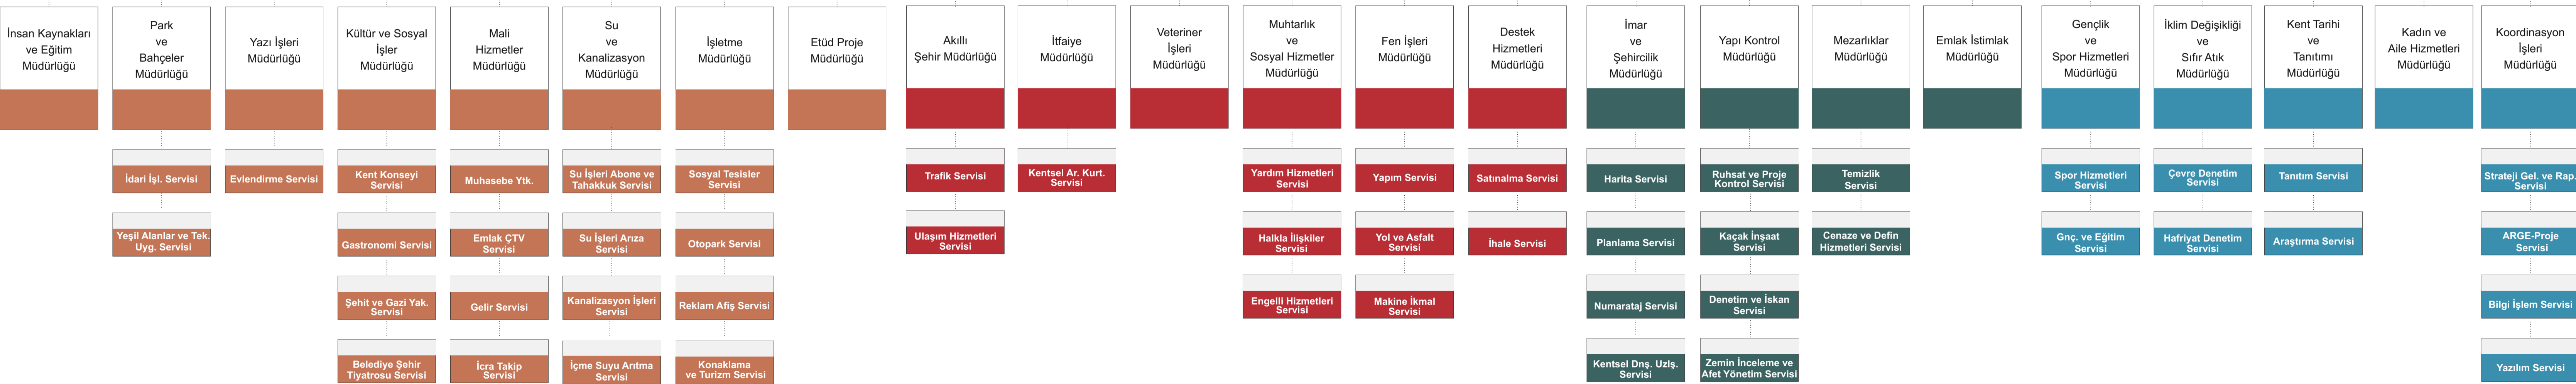 İnsan Kaynakları
ve Eğitim
Müdürlüğü
Park
ve
Bahçeler
Müdürlüğü
Yazı İşleri
Müdürlüğü
Kültür ve Sosyal
İşler
Müdürlüğü
Mali
Hizmetler
Müdürlüğü
Su
ve
Kanalizasyon
Müdürlüğü
İşletme
Müdürlüğü
Etüd Proje
Müdürlüğü
Akıllı
Şehir Müdürlüğü
İtfaiye
Müdürlüğü
Veteriner
İşleri
Müdürlüğü
Muhtarlık
ve
Sosyal Hizmetler
Müdürlüğü
Fen İşleri
Müdürlüğü
Destek
Hizmetleri
Müdürlüğü
İmar
ve
Şehircilik
Müdürlüğü
Yapı Kontrol
Müdürlüğü
Mezarlıklar
Müdürlüğü
Emlak İstimlak
Müdürlüğü
Gençlik
ve
Spor Hizmetleri
Müdürlüğü
İklim Değişikliği
ve
Sıfır Atık
Müdürlüğü
Kent Tarihi
ve
Tanıtımı
Müdürlüğü
Kadın ve
Aile Hizmetleri
Müdürlüğü
Koordinasyon
İşleri
Müdürlüğü
İdari İşl. Servisi
Evlendirme Servisi
Kent Konseyi
Servisi
Muhasebe Ytk.
Su İşleri Abone ve
Tahakkuk Servisi
Sosyal Tesisler
Servisi
Trafik Servisi
Kentsel Ar. Kurt.
Servisi
Yardım Hizmetleri
Servisi
Yapım Servisi
Satınalma Servisi
Harita Servisi
Ruhsat ve Proje
Kontrol Servisi
Temizlik
Servisi
Spor Hizmetleri
Servisi
Çevre Denetim
Servisi
Tanıtım Servisi
Strateji Gel. ve Rap.
Servisi
Yeşil Alanlar ve Tek.
Uyg. Servisi
Gastronomi Servisi
Emlak ÇTV
Servisi
Su İşleri Arıza
Servisi
Otopark Servisi
Ulaşım Hizmetleri
Servisi
Halkla İlişkiler
Servisi
Yol ve Asfalt
Servisi
İhale Servisi
Planlama Servisi
Kaçak İnşaat
Servisi
Cenaze ve Defin
Hizmetleri Servisi
Gnç. ve Eğitim
Servisi
Hafriyat Denetim
Servisi
Araştırma Servisi
ARGE-Proje
Servisi
Şehit ve Gazi Yak.
Servisi
Gelir Servisi
Kanalizasyon İşleri
Servisi
Reklam Afiş Servisi
Engelli Hizmetleri
Servisi
Makine İkmal
Servisi
Numarataj Servisi
Denetim ve İskan
Servisi
Bilgi İşlem Servisi
Belediye Şehir
Tiyatrosu Servisi
İcra Takip
Servisi
İçme Suyu Arıtma
Servisi
Konaklama
ve Turizm Servisi
Kentsel Dnş. Uzlş.
Servisi
Zemin İnceleme ve
Afet Yönetim Servisi
Yazılım Servisi